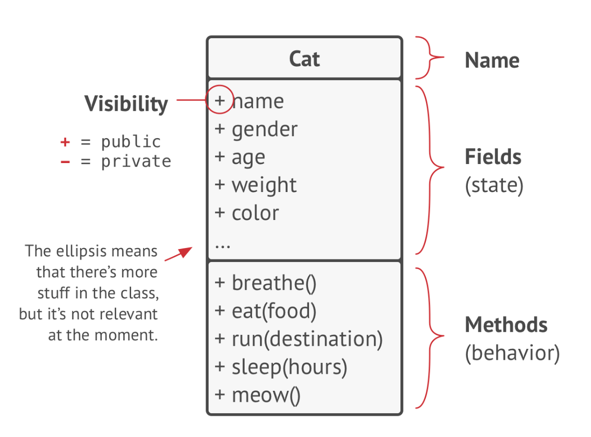 Cat
Name
Visibility
+ = public
− = private
+ name
+ gender
+ age
+ weight
+ color
...
Fields
(state)
The ellipsis means
that there’s more
stuff in the class,
but it’s not relevant
at the moment.
+ breathe()
+ eat(food)
+ run(destination)
+ sleep(hours)
+ meow()
Methods
(behavior)